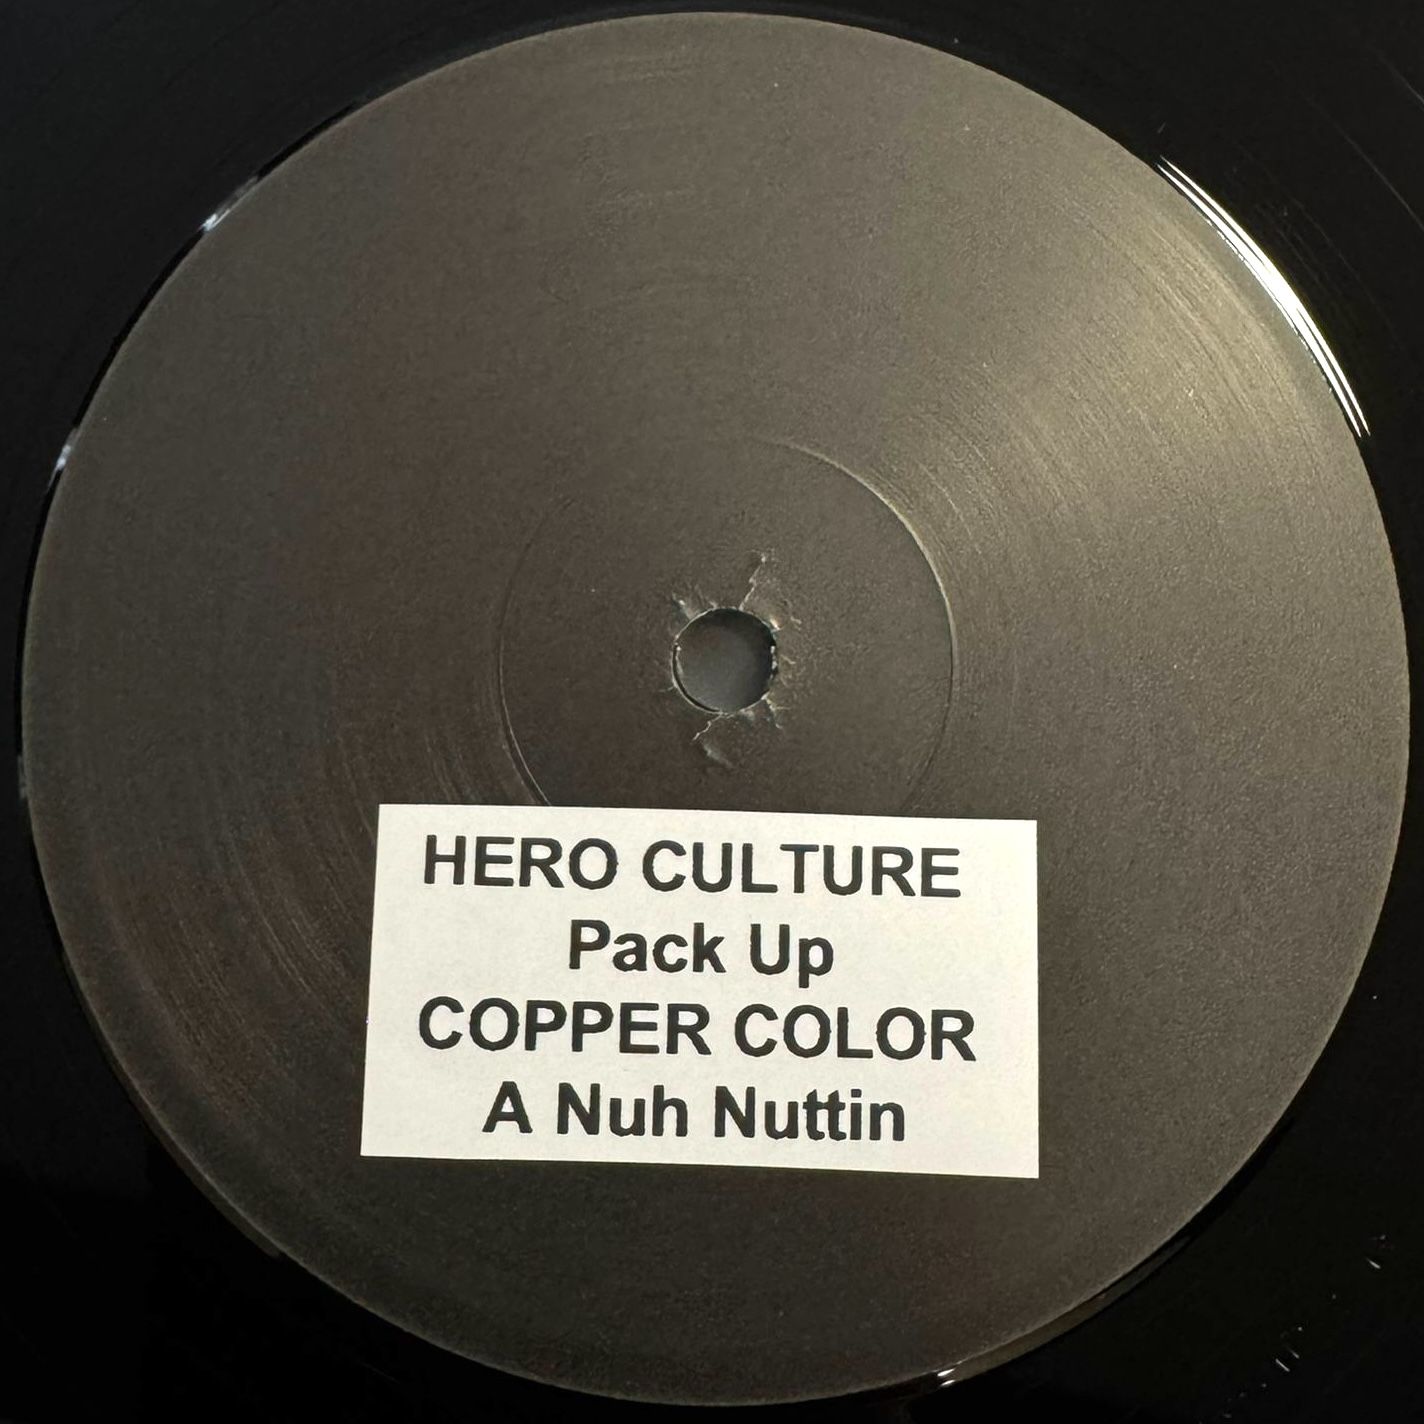 HERO CULTURE
Pack Up
COPPER COLOR
A Nuh Nuttin